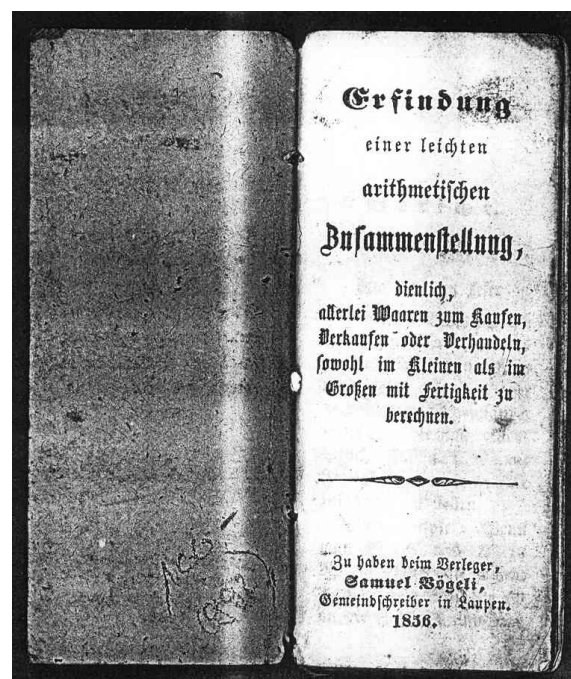 Erfindung
einer leichten
arithmetischen
Zusammenstellung,
dienlich,
allerlei Waaren zum Kaufen,
Verkaufen oder Verhandeln,
sowohl im Kleinen als im
Großen mit Fertigkeit zu
berechnen.
Zu haben beim Verleger,
Samuel Vögeli,
Gemeindschreiber in Laupen.
1856.